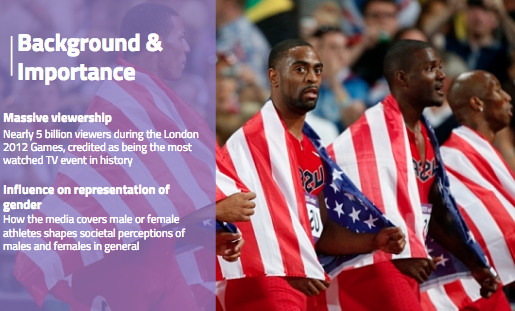 Background &
Importance
Massive viewership
Nearly 5 billion viewers during the London
2012 Games, credited as being the most
watched TV event in history
Influence on representation of
gender
How the media covers male or female
athletes shapes societal perceptions of
males and females in general